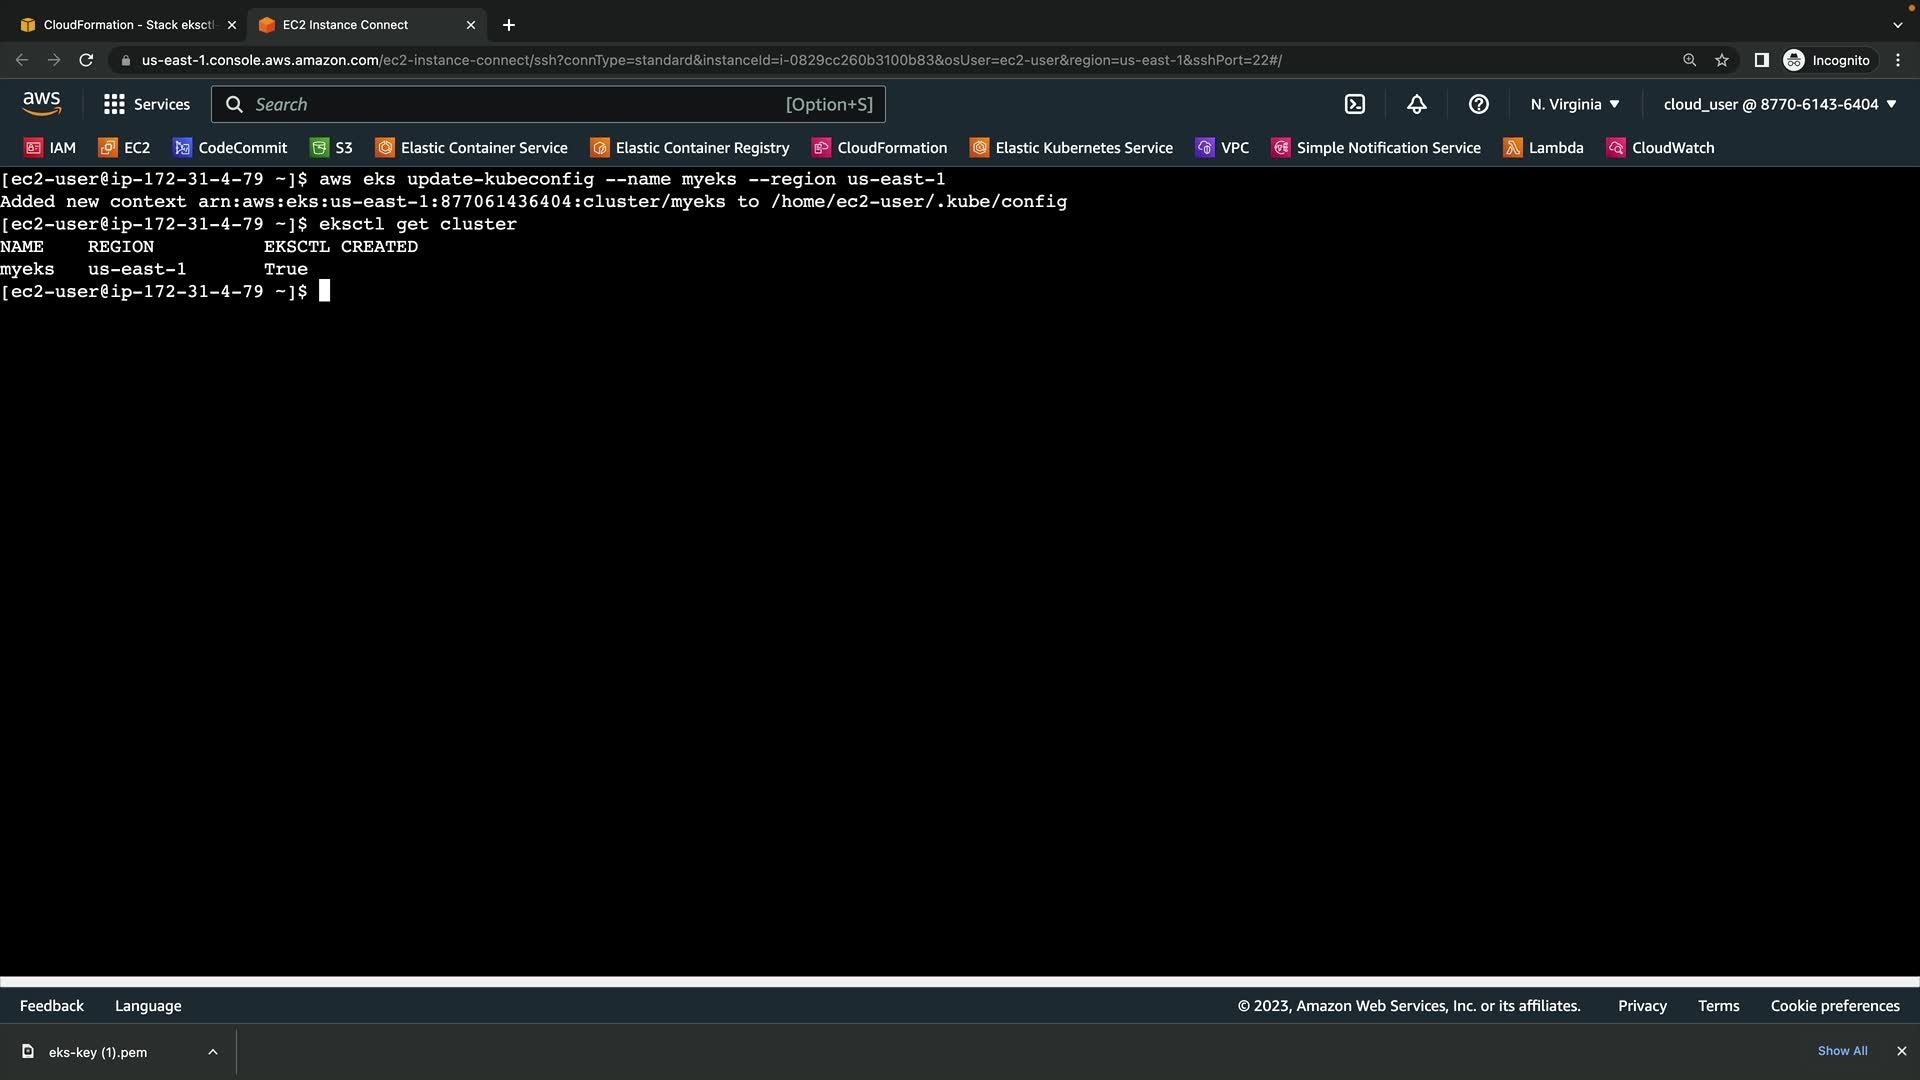 CloudFormation - Stack eksctl-
EC2 Instance Connect
us-east-1.console.aws.amazon.com/ec2-instance-connect/ssh?connType=standard&instanceId=i-0829cc260b3100b83&osUser=ec2-user&region=us-east-1&sshPort=22#/
Incognito
aws
Services
Search
[Option+S]
N. Virginia
cloud_user @ 8770-6143-6404
IAM
EC2
CodeCommit
S3
Elastic Container Service
Elastic Container Registry
CloudFormation
Elastic Kubernetes Service
VPC
Simple Notification Service
Lambda
CloudWatch
[ec2-user@ip-172-31-4-79 ~]$ aws eks update-kubeconfig --name myeks --region us-east-1
Added new context arn:aws:eks:us-east-1:877061436404:cluster/myeks to /home/ec2-user/.kube/config
[ec2-user@ip-172-31-4-79 ~]$ eksctl get cluster
NAME REGION EKSCTL CREATED
myeks us-east-1 True
[ec2-user@ip-172-31-4-79 ~]$
Feedback
Language
© 2023, Amazon Web Services, Inc. or its affiliates.
Privacy
Terms
Cookie preferences
eks-key (1).pem
Show All